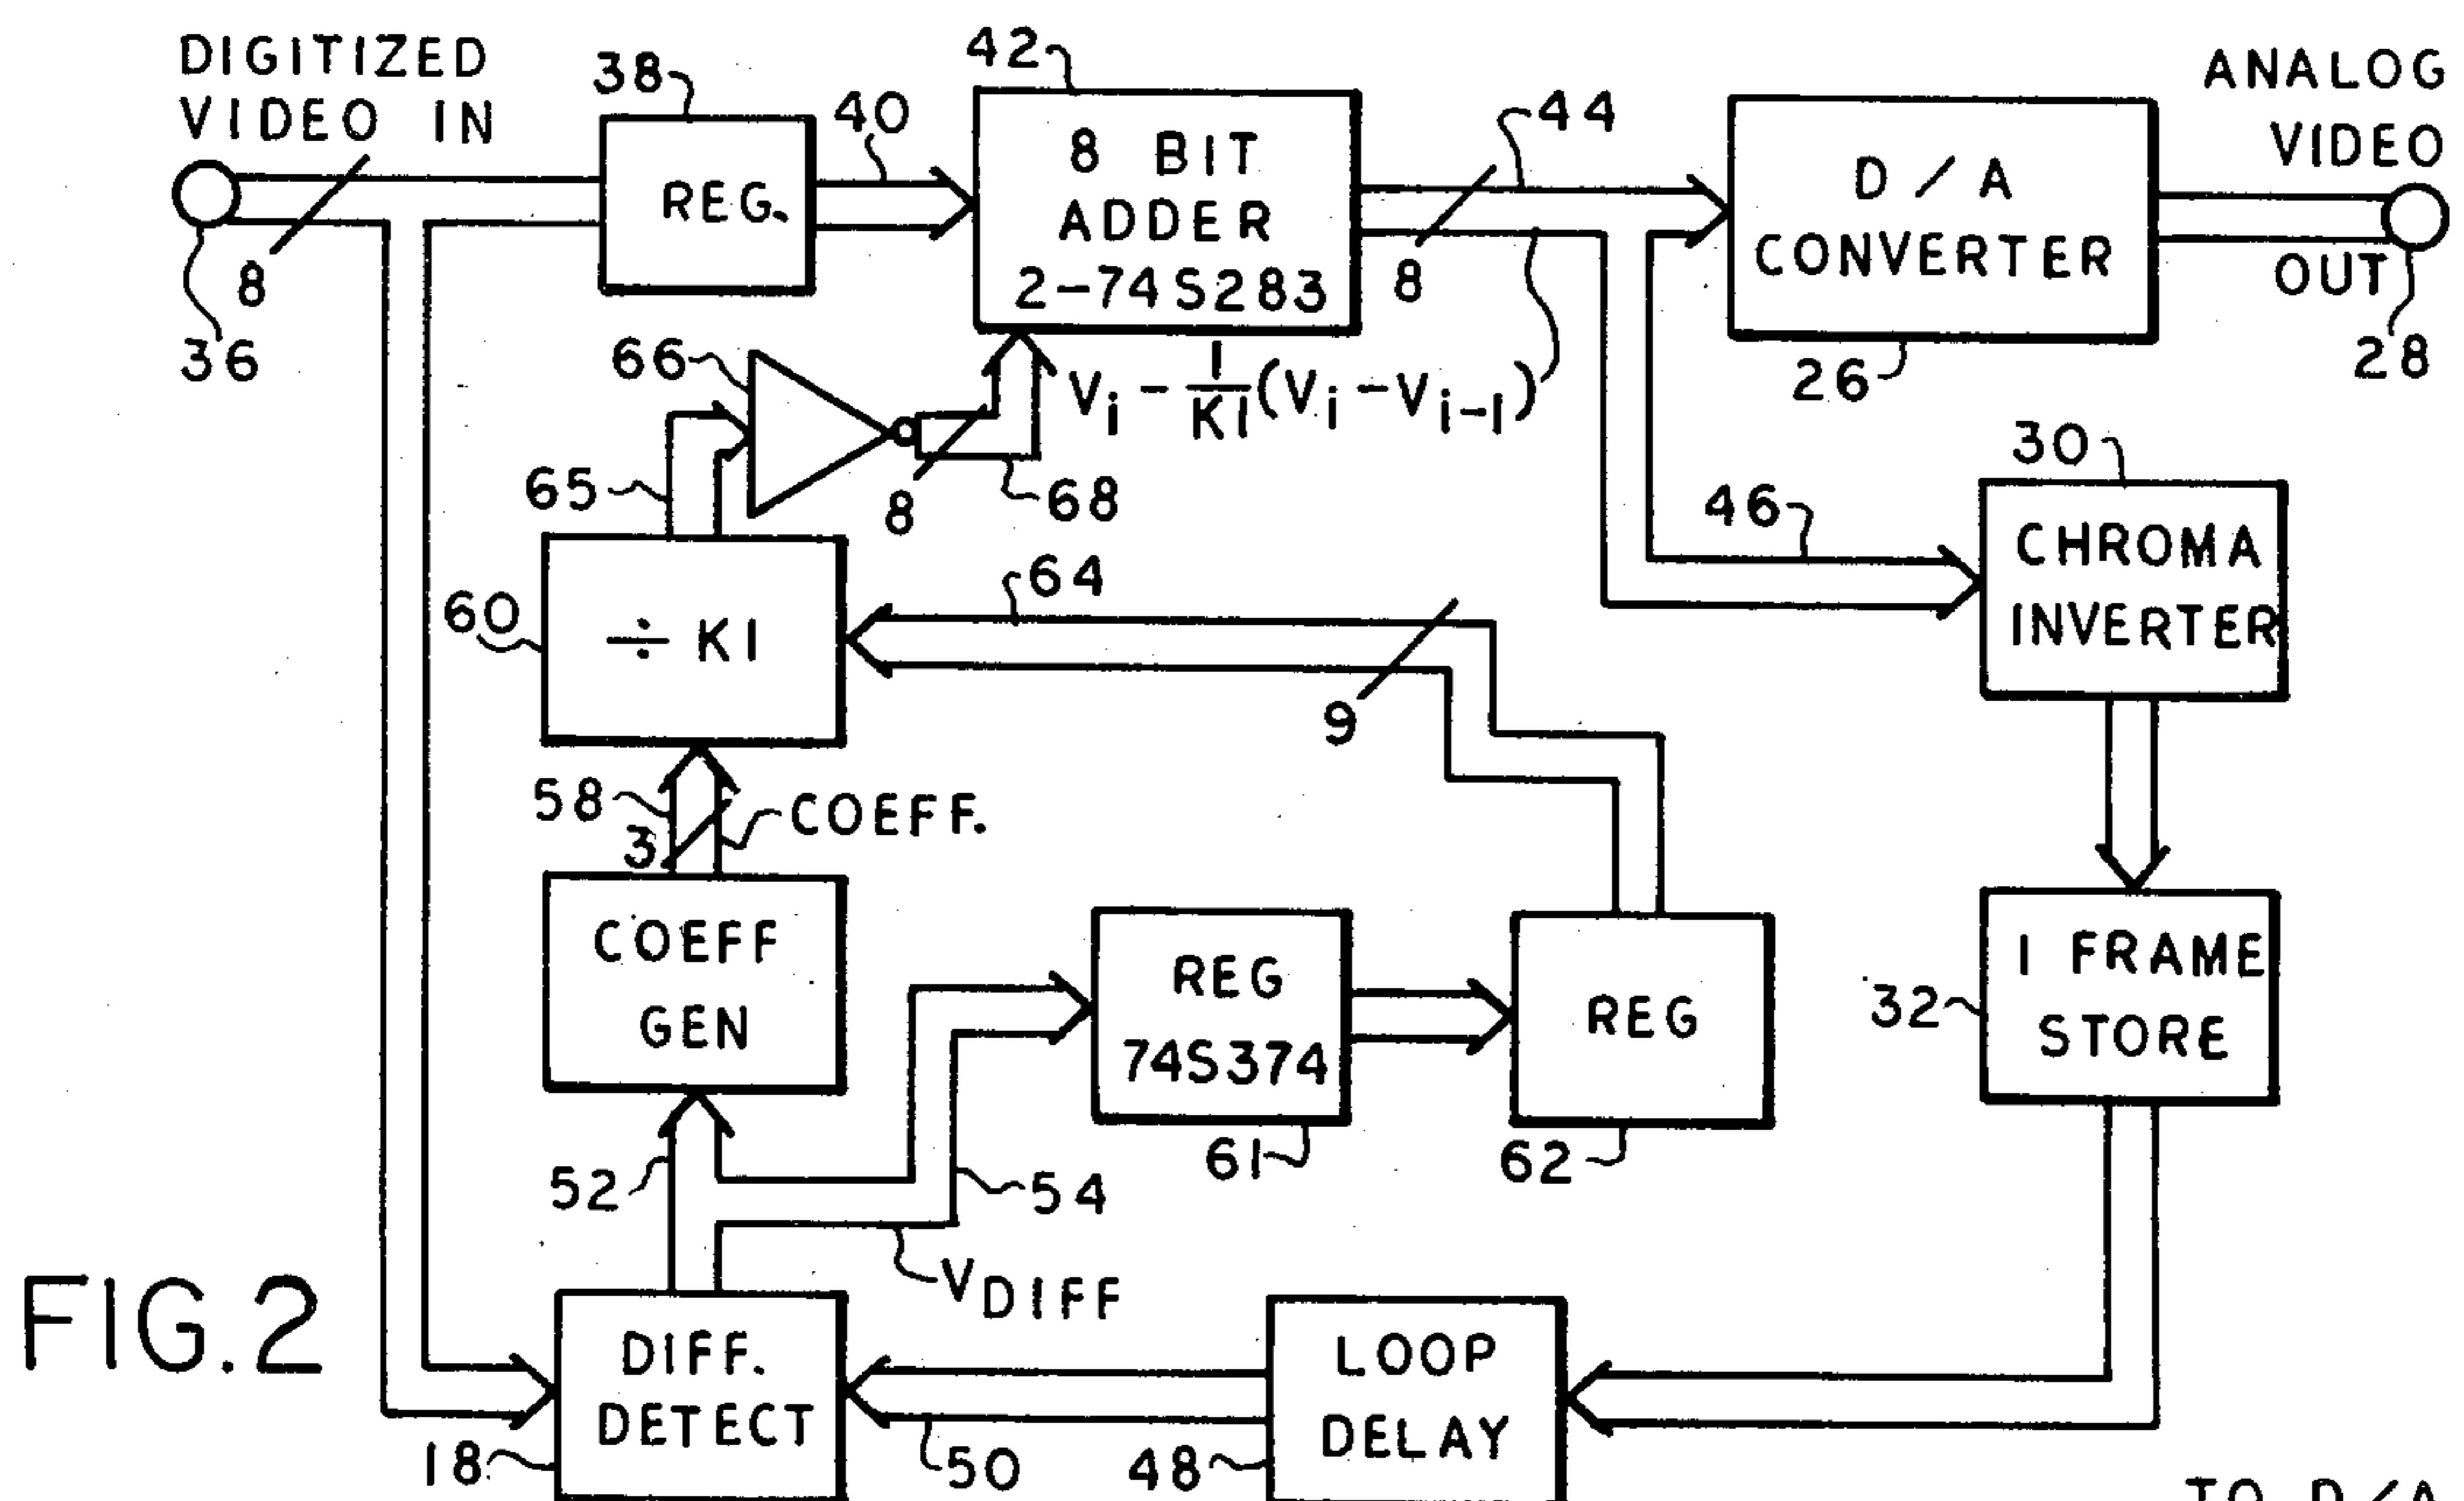 DIGITIZED
VIDEO IN
36
8
38
REG.
40
42
8 BIT
ADDER
2-74S283
44
8
D / A
CONVERTER
26
ANALOG
VIDEO
OUT
28
66
65
8
68
Vi - 1/K1 (Vi - Vi-1)
46
30
CHROMA
INVERTER
60
÷ K1
64
9
58
3
COEFF.
COEFF
GEN
REG
74S374
61
REG
62
32
1 FRAME
STORE
52
54
VDIFF
FIG.2
DIFF.
DETECT
18
50
LOOP
DELAY
48
TO D/A